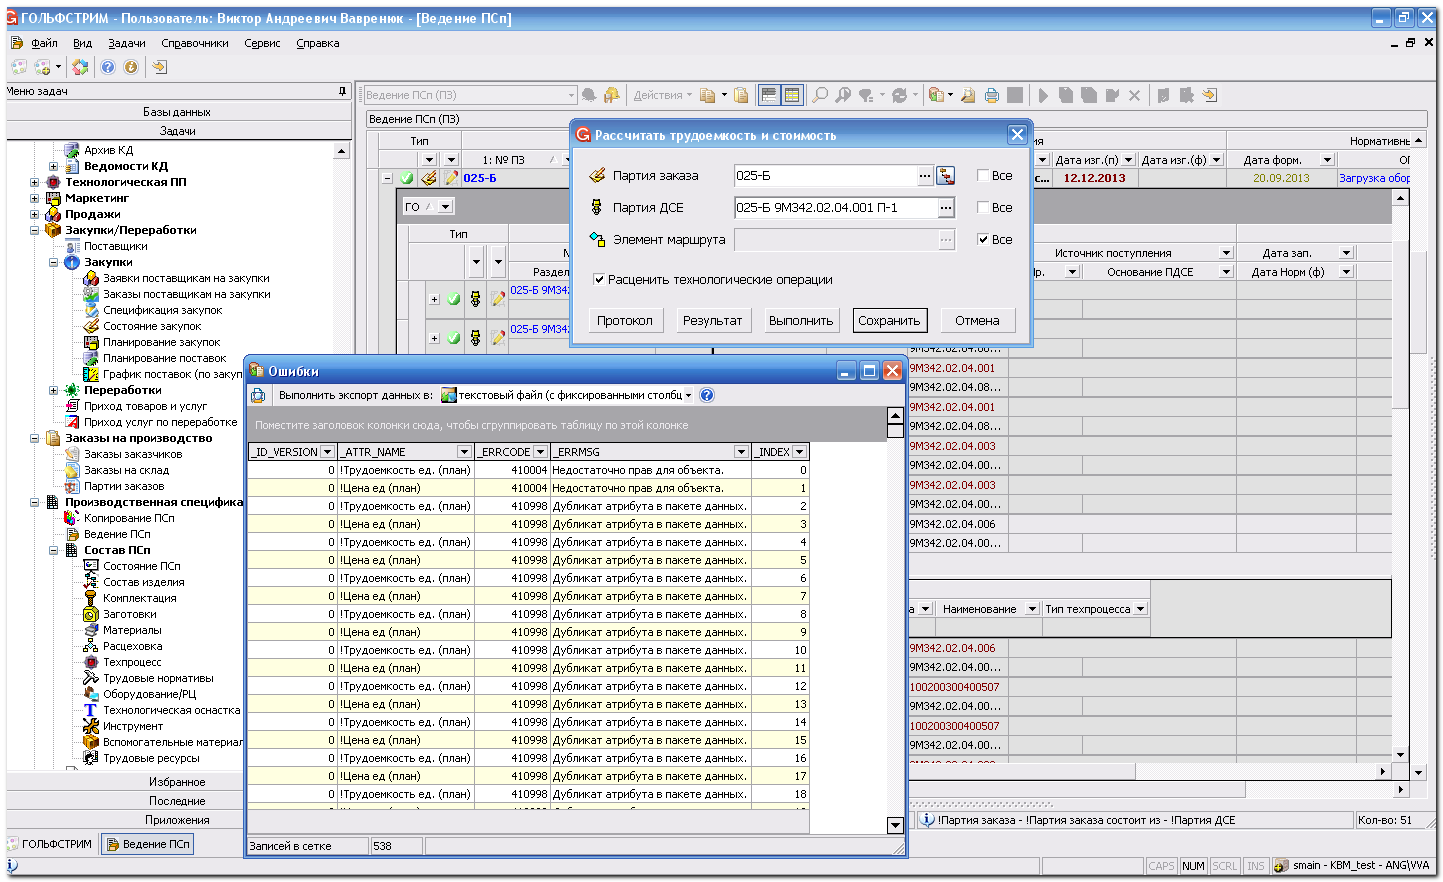 ГОЛЬФСТРИМ - Пользователь: Виктор Андреевич Вавренюк - [Ведение ПСп]
Файл Вид Задачи Справочники Сервис Справка
Меню задач
Базы данных
Задачи
Архив КД
Ведомости КД
Технологическая ПП
Маркетинг
Продажи
Закупки/Переработки
Поставщики
Закупки
Заявки поставщикам на закупки
Заказы поставщикам на закупки
Спецификация закупок
Состояние закупок
Планирование закупок
Планирование поставок
График поставок (по закуп
Переработки
Приход товаров и услуг
Приход услуг по переработке
Заказы на производство
Заказы заказчиков
Заказы на склад
Партии заказов
Производственная специфика
Копирование ПСп
Ведение ПСп
Состав ПСп
Состояние ПСп
Состав изделия
Комплектация
Заготовки
Материалы
Расцеховка
Техпроцесс
Трудовые нормативы
Оборудование/РЦ
Технологическая оснастка
Инструмент
Вспомогательные материал
Трудовые ресурсы
Избранное
Последние
Приложения
ГОЛЬФСТРИМ Ведение ПСп
Ведение ПСп (ПЗ) Действия
Ведение ПСп (ПЗ)
Тип Нормативны
1: № ПЗ Дата изг.(п) Дата изг.(ф) Дата форм.
025-Б 12.12.2013 20.09.2013 Загрузка обор
ГО
Тип Источник поступления Дата зап.
Раздел Основание ПДСЕ Дата Норм (ф)
025-Б 9М342
025-Б 9М342
Рассчитать трудоемкость и стоимость
Партия заказа 025-Б ... Все
Партия ДСЕ 025-Б 9М342.02.04.001 П-1 ... Все
Элемент маршрута ... Все
Расценить технологические операции
Протокол Результат Выполнить Сохранить Отмена
9М342.02.04.001
9М342.02.04.08...
9М342.02.04.001
9М342.02.04.08...
9М342.02.04.003
9М342.02.04.00...
9М342.02.04.003
9М342.02.04.00...
9М342.02.04.006
9М342.02.04.00...
а Наименование Тип техпроцесса
9М342.02.04.006
9М342.02.04.00...
100200300400507
9М342.02.04.00...
100200300400507
9М342.02.04.00...
Ошибки
Выполнить экспорт данных в: текстовый файл (с фиксированными столбц
Поместите заголовок колонки сюда, чтобы сгруппировать таблицу по этой колонке
_ID_VERSION _ATTR_NAME _ERRCODE _ERRMSG _INDEX
0 !Трудоемкость ед. (план) 410004 Недостаточно прав для объекта. 0
0 !Цена ед (план) 410004 Недостаточно прав для объекта. 1
0 !Трудоемкость ед. (план) 410998 Дубликат атрибута в пакете данных. 2
0 !Цена ед (план) 410998 Дубликат атрибута в пакете данных. 3
0 !Трудоемкость ед. (план) 410998 Дубликат атрибута в пакете данных. 4
0 !Цена ед (план) 410998 Дубликат атрибута в пакете данных. 5
0 !Трудоемкость ед. (план) 410998 Дубликат атрибута в пакете данных. 6
0 !Цена ед (план) 410998 Дубликат атрибута в пакете данных. 7
0 !Трудоемкость ед. (план) 410998 Дубликат атрибута в пакете данных. 8
0 !Цена ед (план) 410998 Дубликат атрибута в пакете данных. 9
0 !Трудоемкость ед. (план) 410998 Дубликат атрибута в пакете данных. 10
0 !Цена ед (план) 410998 Дубликат атрибута в пакете данных. 11
0 !Трудоемкость ед. (план) 410998 Дубликат атрибута в пакете данных. 12
0 !Цена ед (план) 410998 Дубликат атрибута в пакете данных. 13
0 !Трудоемкость ед. (план) 410998 Дубликат атрибута в пакете данных. 14
0 !Цена ед (план) 410998 Дубликат атрибута в пакете данных. 15
0 !Трудоемкость ед. (план) 410998 Дубликат атрибута в пакете данных. 16
0 !Цена ед (план) 410998 Дубликат атрибута в пакете данных. 17
0 !Трудоемкость ед. (план) 410998 Дубликат атрибута в пакете данных. 18
Записей в сетке 538
!Партия заказа - !Партия заказа состоит из - !Партия ДСЕ Кол-во: 51
CAPS NUM SCRL INS smain - KBM_test - ANG\VVA